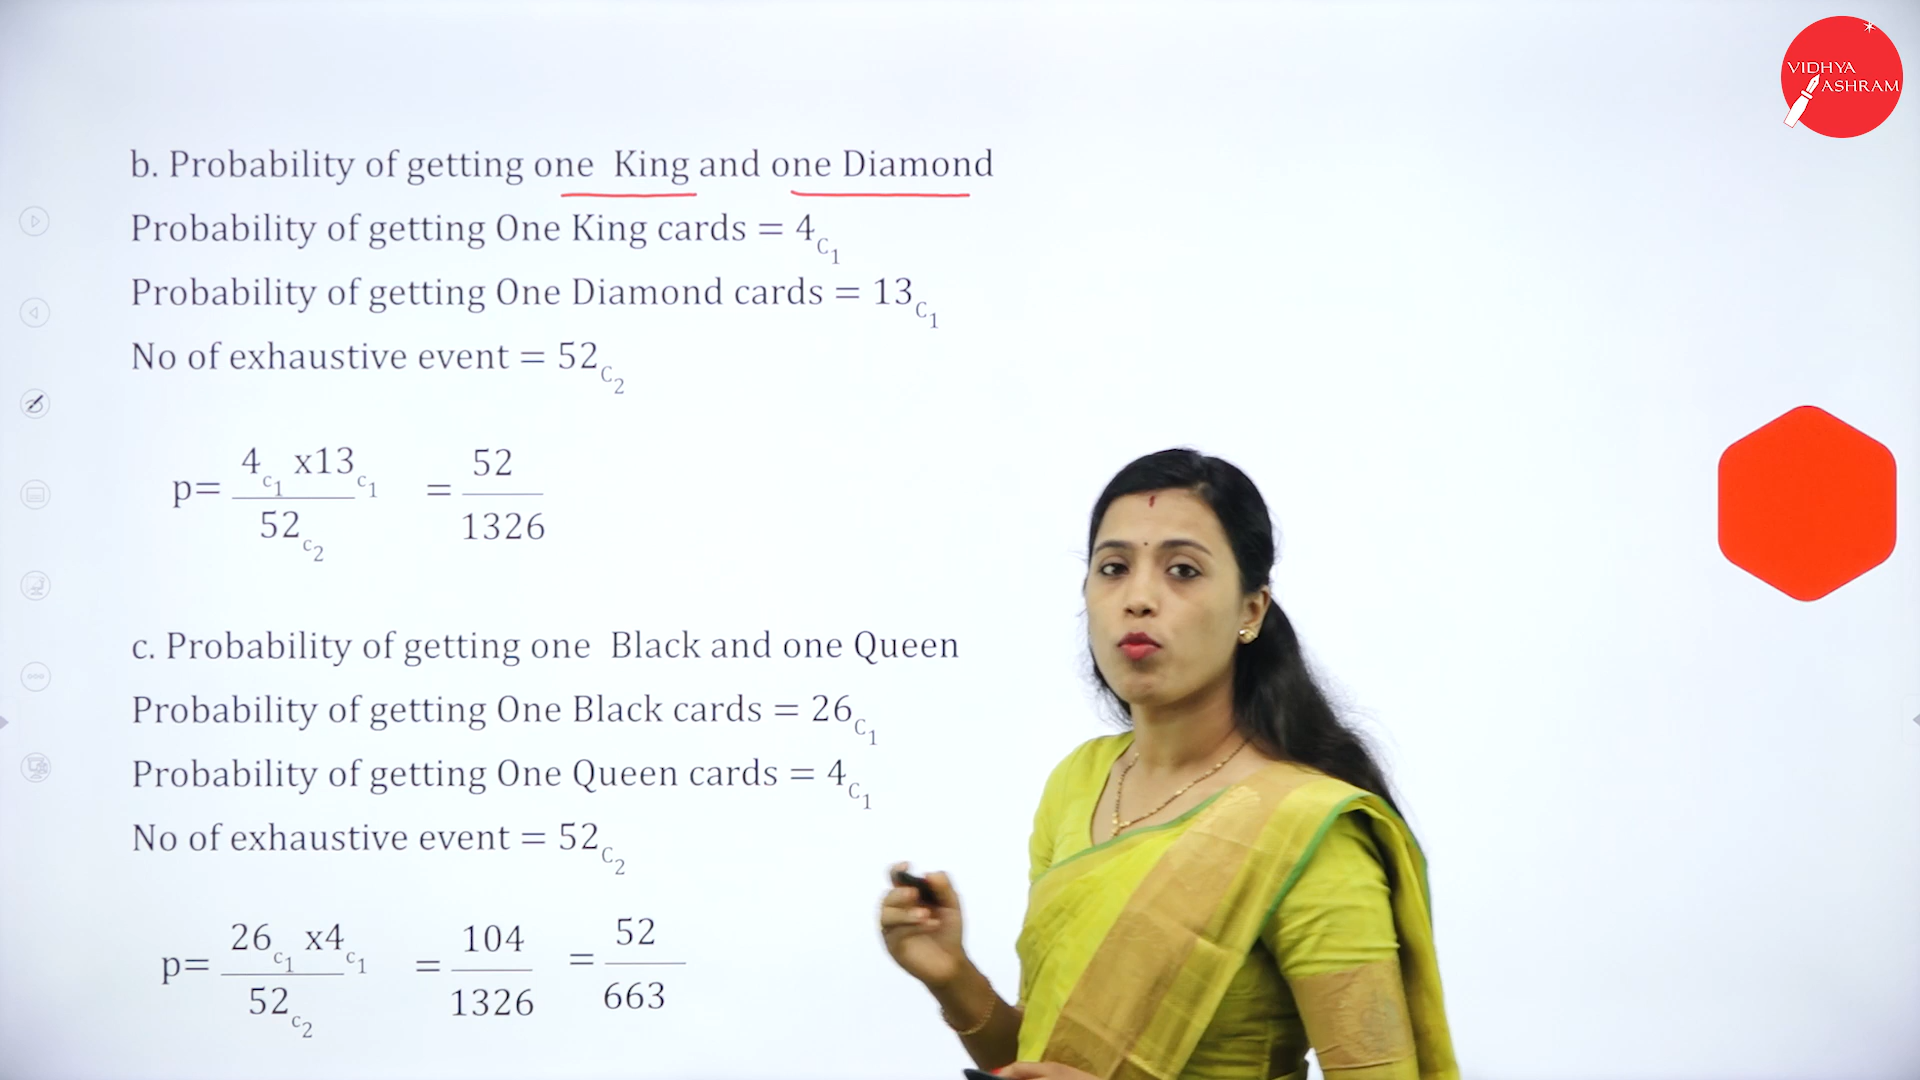 VIDHYA
ASHRAM
b. Probability of getting one King and one Diamond
Probability of getting One King cards = 4c1
Probability of getting One Diamond cards = 13c1
No of exhaustive event = 52c2
p= 4c1 x13c1 / 52c2 = 52 / 1326
c. Probability of getting one Black and one Queen
Probability of getting One Black cards = 26c1
Probability of getting One Queen cards = 4c1
No of exhaustive event = 52c2
p= 26c1 x4c1 / 52c2 = 104 / 1326 = 52 / 663